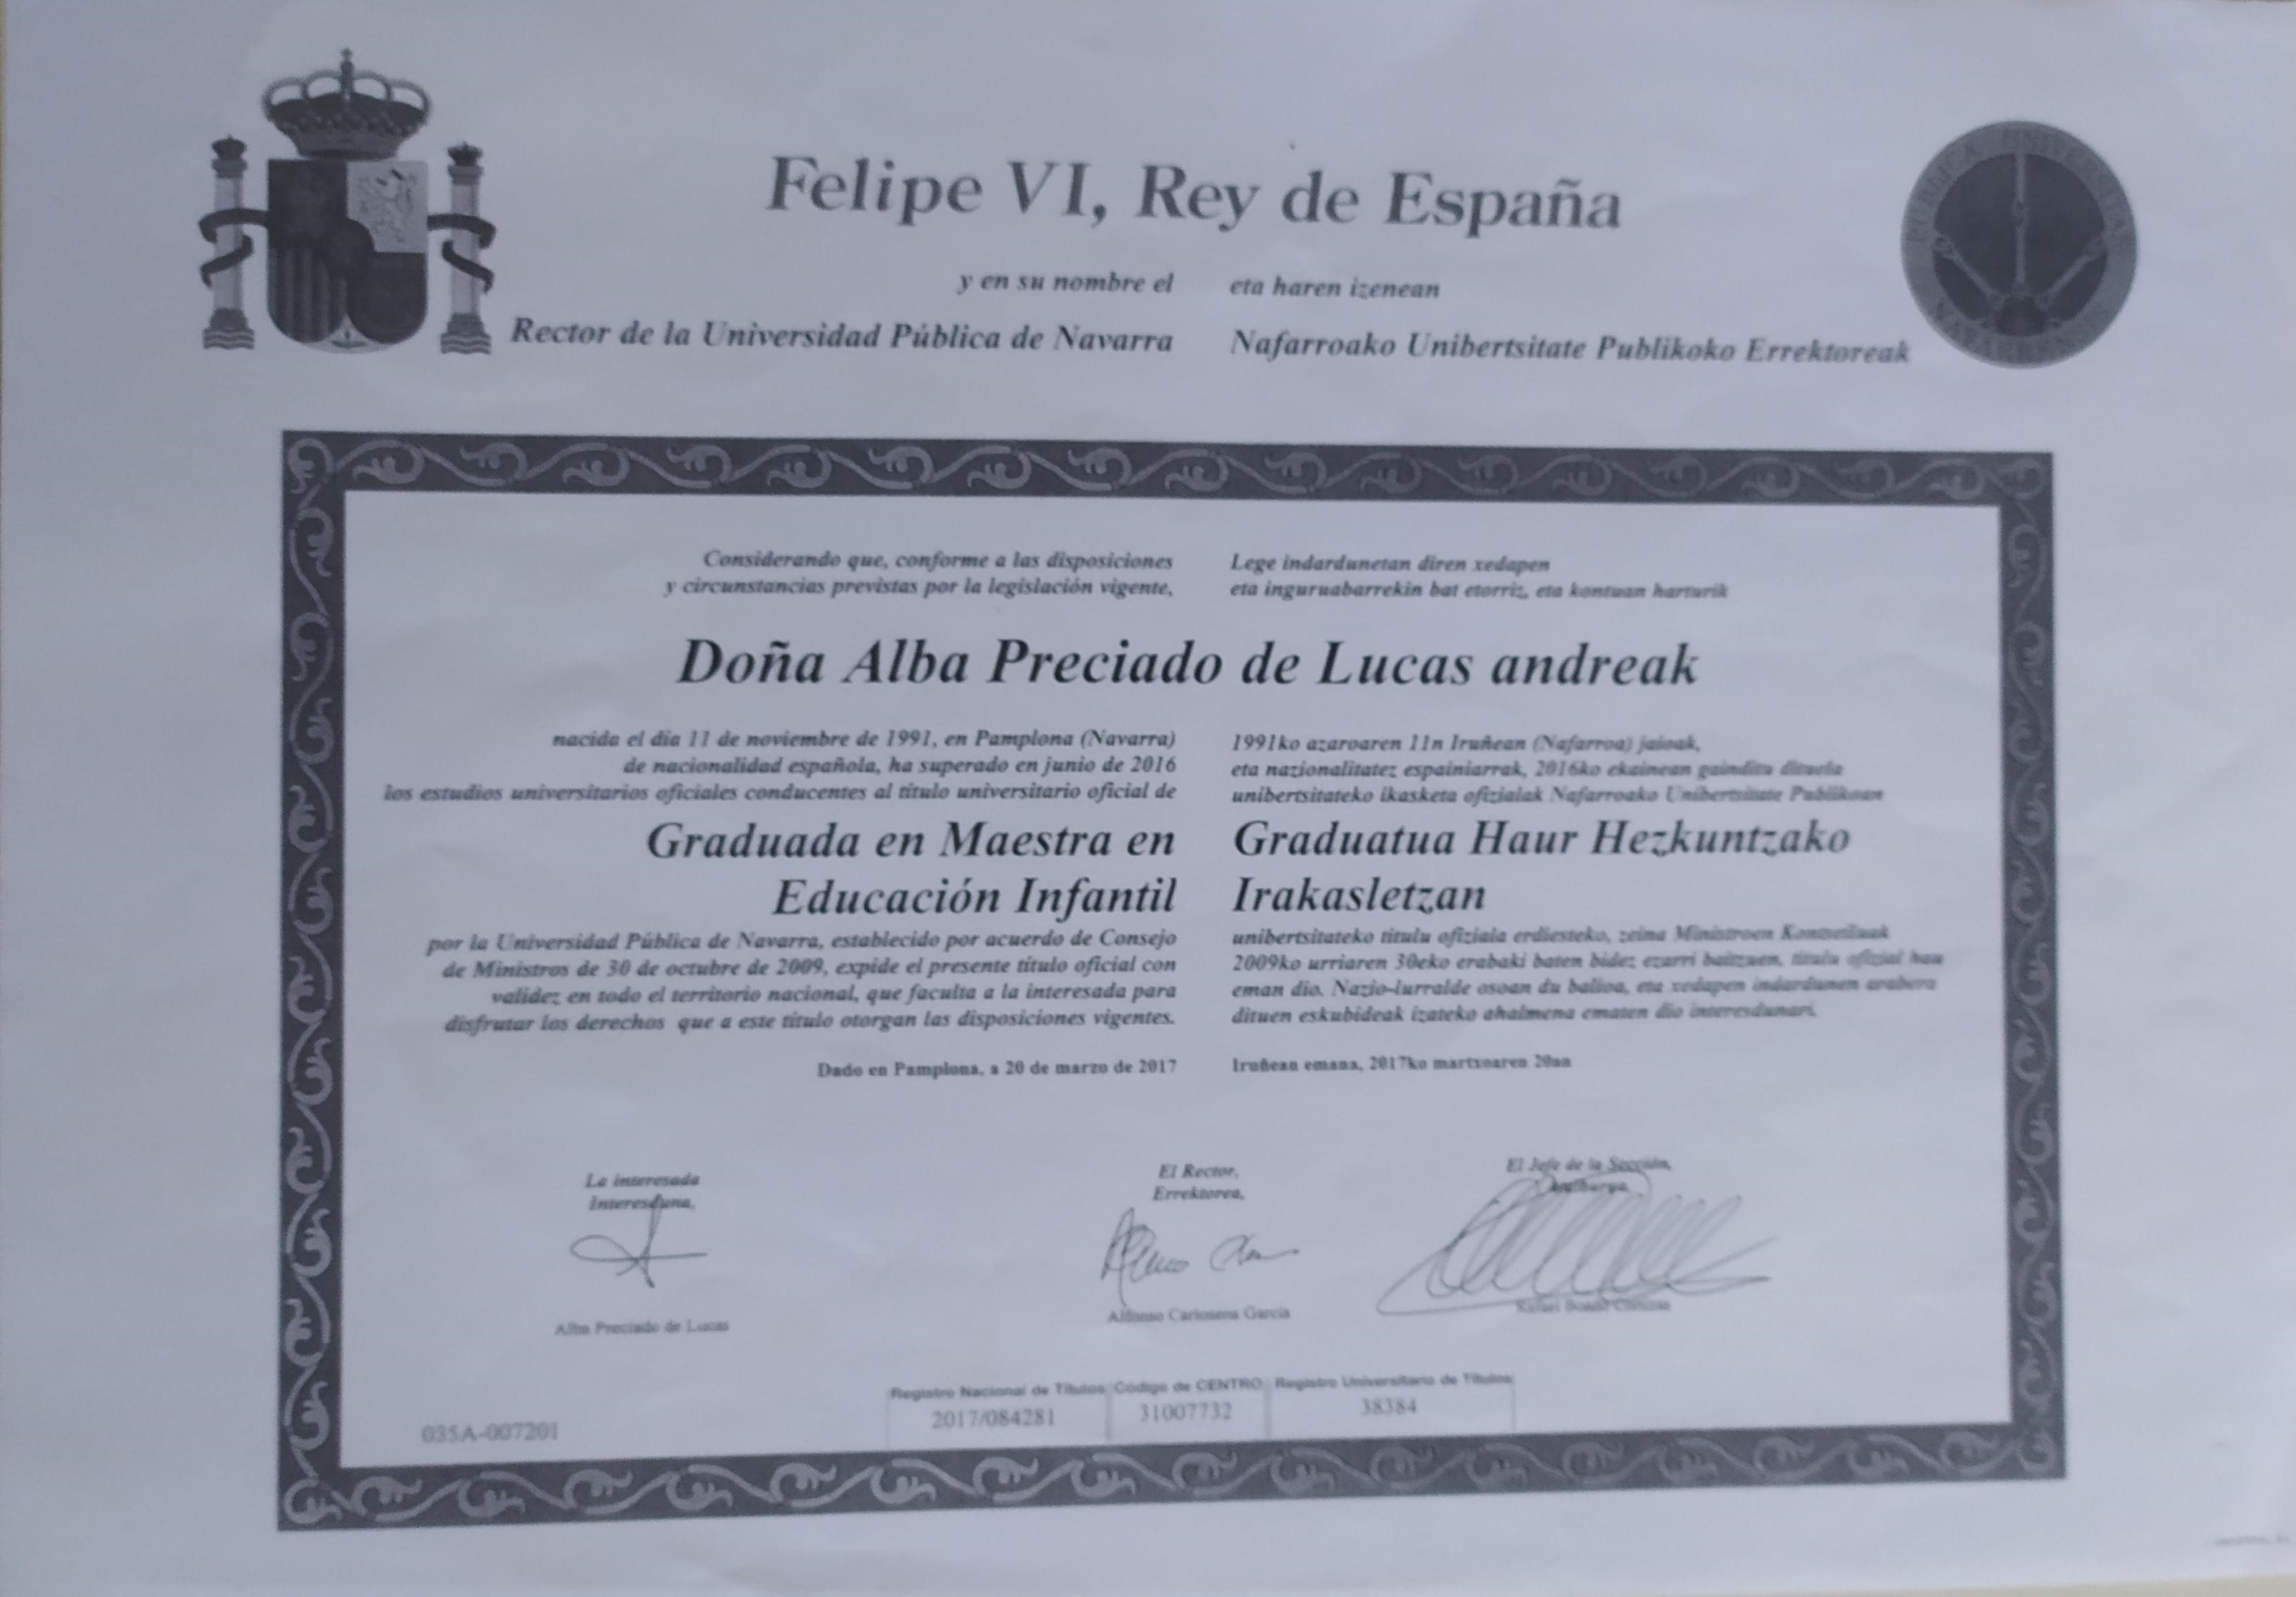 Felipe VI, Rey de España
y en su nombre el
Rector de la Universidad Pública de Navarra
eta haren izenean
Nafarroako Unibertsitate Publikoko Errektoreak
Considerando que, conforme a las disposiciones
y circunstancias previstas por la legislación vigente,
Lege indardunetan diren xedapen
eta inguruabarrekin bat etorriz, eta kontuan harturik
Doña Alba Preciado de Lucas andreak
nacida el día 11 de noviembre de 1991, en Pamplona (Navarra)
de nacionalidad española, ha superado en junio de 2016
los estudios universitarios oficiales conducentes al título universitario oficial de
1991ko azaroaren 11n Iruñean (Nafarroa) jaioak,
eta nazionalitatez espainiarrak, 2016ko ekainean gainditu dituela
unibertsitateko ikasketa ofizialak Nafarroako Unibertsitate Publikoan
Graduada en Maestra en
Educación Infantil
Graduatua Haur Hezkuntzako
Irakasletzan
por la Universidad Pública de Navarra, establecido por acuerdo de Consejo
de Ministros de 30 de octubre de 2009, expide el presente título oficial con
validez en todo el territorio nacional, que faculta a la interesada para
disfrutar los derechos que a este título otorgan las disposiciones vigentes.
unibertsitateko titulu ofiziala erdiesteko, zeina Ministroen Kontseiluak
2009ko urriaren 30eko erabaki baten bidez ezarri baitzuen, titulu ofizial hau
eman dio. Nazio-lurralde osoan du balioa, eta xedapen indardunen arabera
dituen eskubideak izateko ahalmena ematen dio interesdunari.
Dado en Pamplona, a 20 de marzo de 2017
Iruñean emana, 2017ko martxoaren 20an
La interesada
Interesduna,
Alba Preciado de Lucas
El Rector,
Errektorea,
Alfonso Carlosena García
El Jefe de la Sección,
Registro Nacional de Títulos
2017/084281
Código de CENTRO
31007732
Registro Universitario de Títulos
38384
035A-007201